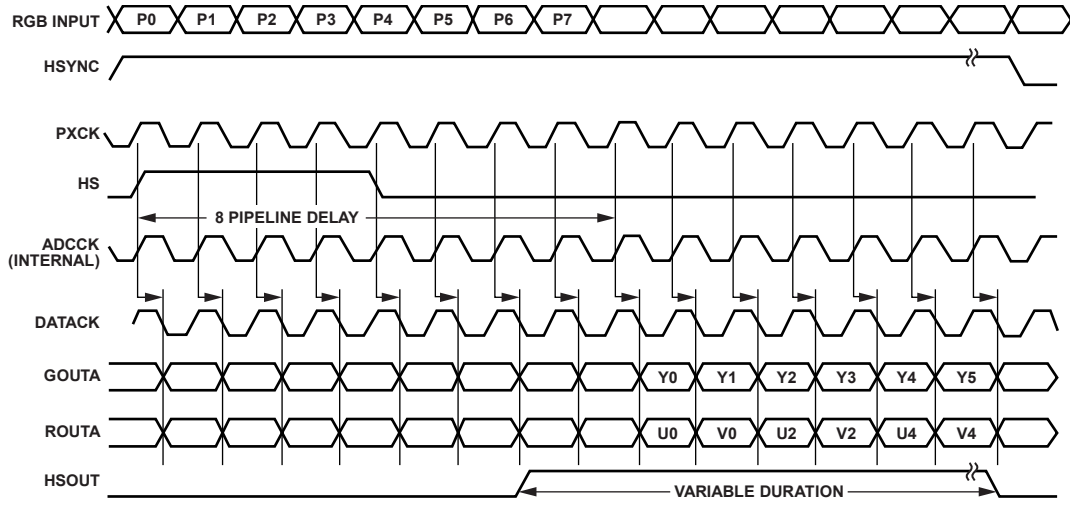 RGB INPUT P0 P1 P2 P3 P4 P5 P6 P7
HSYNC
PXCK
HS
8 PIPELINE DELAY
ADCCK
(INTERNAL)
DATACK
GOUTA Y0 Y1 Y2 Y3 Y4 Y5
ROUTA U0 V0 U2 V2 U4 V4
HSOUT
VARIABLE DURATION